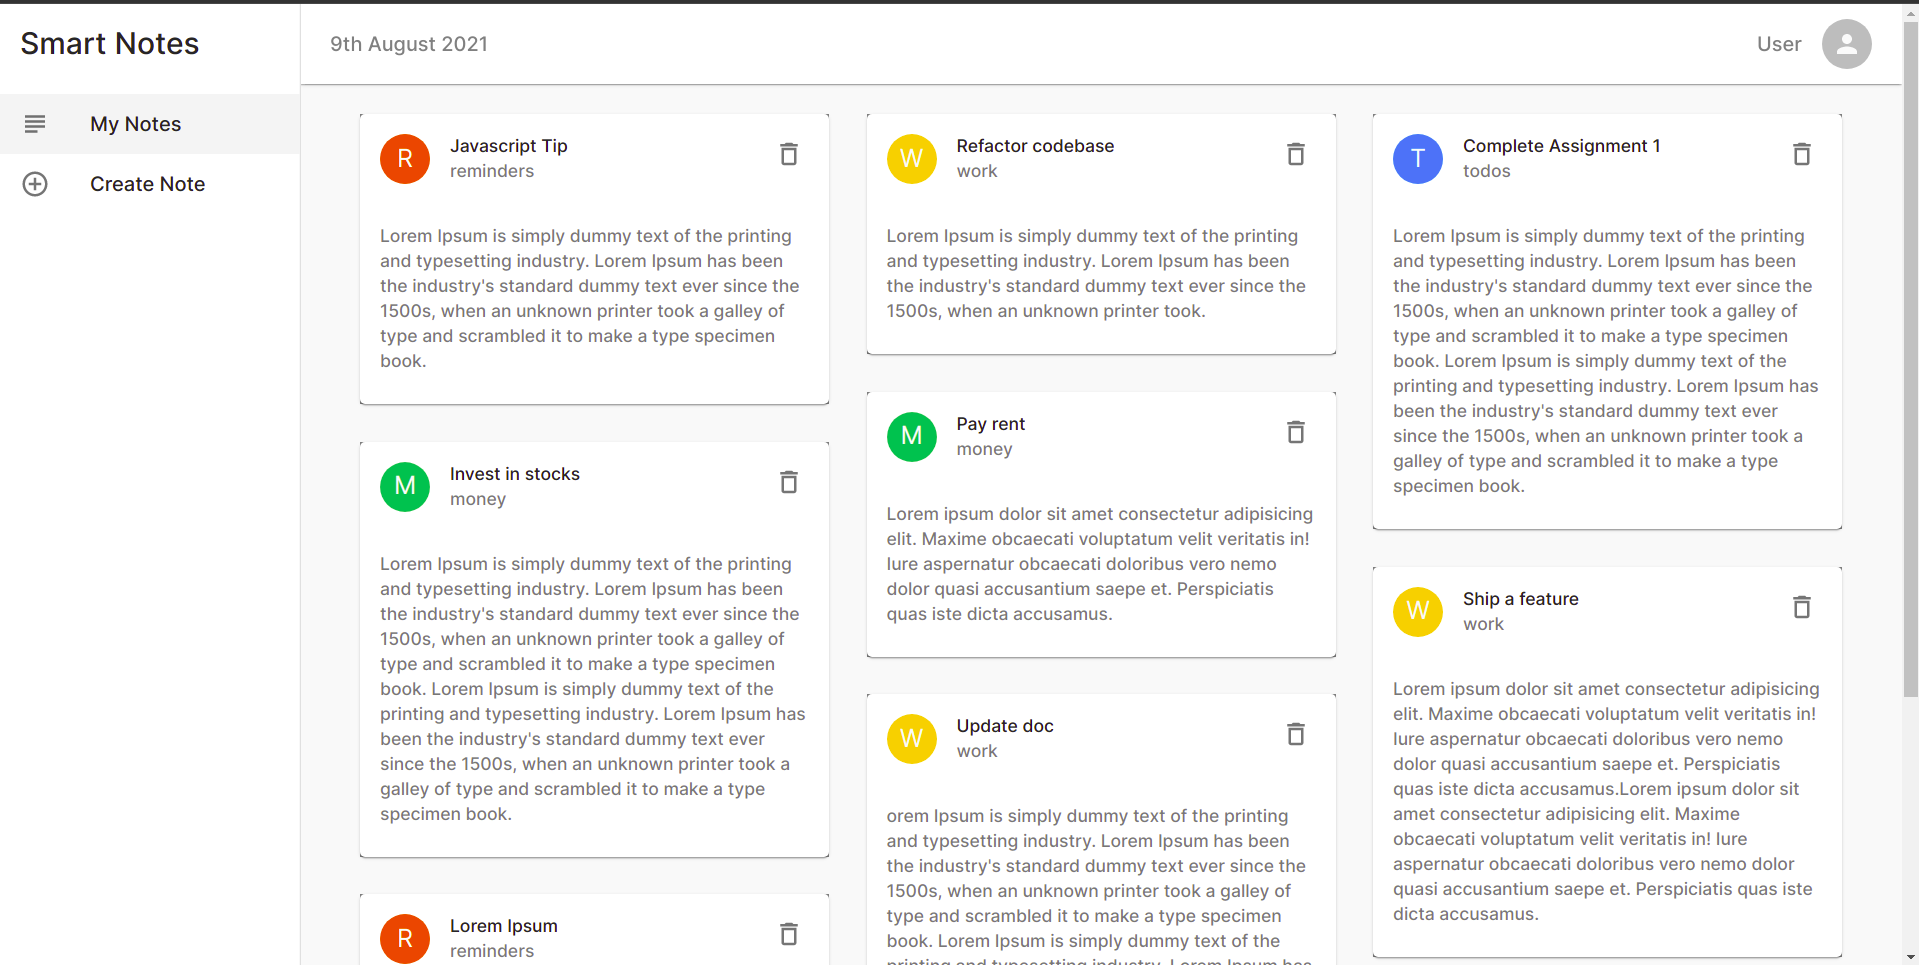 Smart Notes
My Notes
Create Note
9th August 2021
User
R
Javascript Tip
reminders
Lorem Ipsum is simply dummy text of the printing
and typesetting industry. Lorem Ipsum has been
the industry's standard dummy text ever since the
1500s, when an unknown printer took a galley of
type and scrambled it to make a type specimen
book.
M
Invest in stocks
money
Lorem Ipsum is simply dummy text of the printing
and typesetting industry. Lorem Ipsum has been
the industry's standard dummy text ever since the
1500s, when an unknown printer took a galley of
type and scrambled it to make a type specimen
book. Lorem Ipsum is simply dummy text of the
printing and typesetting industry. Lorem Ipsum has
been the industry's standard dummy text ever
since the 1500s, when an unknown printer took a
galley of type and scrambled it to make a type
specimen book.
R
Lorem Ipsum
reminders
W
Refactor codebase
work
Lorem Ipsum is simply dummy text of the printing
and typesetting industry. Lorem Ipsum has been
the industry's standard dummy text ever since the
1500s, when an unknown printer took.
M
Pay rent
money
Lorem ipsum dolor sit amet consectetur adipisicing
elit. Maxime obcaecati voluptatum velit veritatis in!
Iure aspernatur obcaecati doloribus vero nemo
dolor quasi accusantium saepe et. Perspiciatis
quas iste dicta accusamus.
W
Update doc
work
orem Ipsum is simply dummy text of the printing
and typesetting industry. Lorem Ipsum has been
the industry's standard dummy text ever since the
1500s, when an unknown printer took a galley of
type and scrambled it to make a type specimen
book. Lorem Ipsum is simply dummy text of the
printing and typesetting industry. Lorem Ipsum has
T
Complete Assignment 1
todos
Lorem Ipsum is simply dummy text of the printing
and typesetting industry. Lorem Ipsum has been
the industry's standard dummy text ever since the
1500s, when an unknown printer took a galley of
type and scrambled it to make a type specimen
book. Lorem Ipsum is simply dummy text of the
printing and typesetting industry. Lorem Ipsum has
been the industry's standard dummy text ever
since the 1500s, when an unknown printer took a
galley of type and scrambled it to make a type
specimen book.
W
Ship a feature
work
Lorem ipsum dolor sit amet consectetur adipisicing
elit. Maxime obcaecati voluptatum velit veritatis in!
Iure aspernatur obcaecati doloribus vero nemo
dolor quasi accusantium saepe et. Perspiciatis
quas iste dicta accusamus.Lorem ipsum dolor sit
amet consectetur adipisicing elit. Maxime
obcaecati voluptatum velit veritatis in! Iure
aspernatur obcaecati doloribus vero nemo dolor
quasi accusantium saepe et. Perspiciatis quas iste
dicta accusamus.